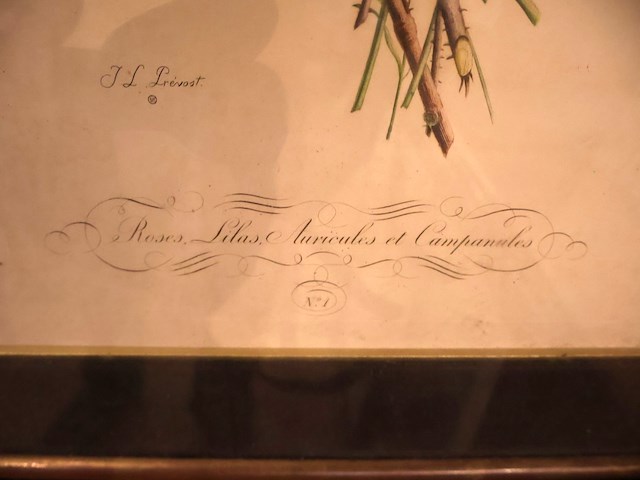 J L Prévost.
Roses, Lilas, Auricules et Campanules
N.º 1